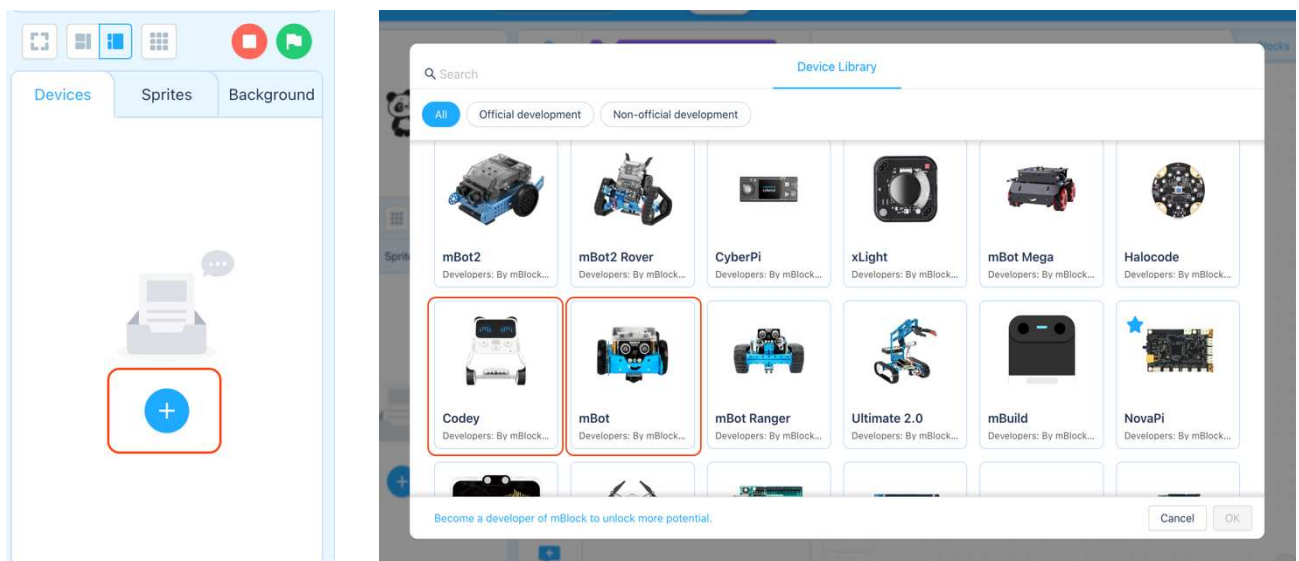 Devices Sprites Background
Search
Device Library
All Official development Non-official development
mBot2 mBot2 Rover CyberPi xLight mBot Mega Halocode
Developers: By mBlock... Developers: By mBlock... Developers: By mBlock... Developers: By mBlock... Developers: By mBlock... Developers: By mBlock...
Codey mBot mBot Ranger Ultimate 2.0 mBuild NovaPi
Developers: By mBlock... Developers: By mBlock... Developers: By mBlock... Developers: By mBlock... Developers: By mBlock... Developers: By mBlock...
Become a developer of mBlock to unlock more potential.
Cancel OK